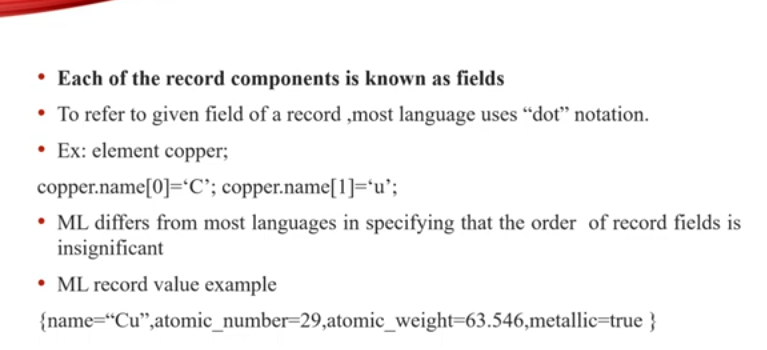 • Each of the record components is known as fields
• To refer to given field of a record ,most language uses “dot” notation.
• Ex: element copper;
copper.name[0]=‘C’; copper.name[1]=‘u’;
• ML differs from most languages in specifying that the order of record fields is
insignificant
• ML record value example
{name=“Cu”,atomic_number=29,atomic_weight=63.546,metallic=true }